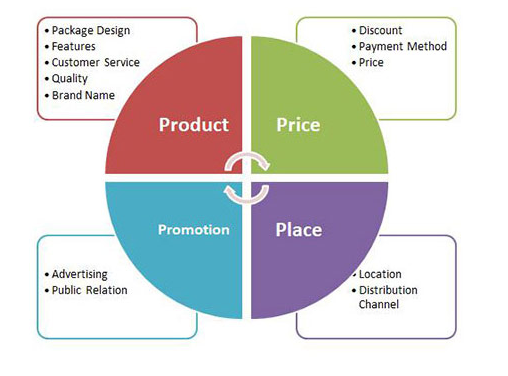 • Package Design
• Features
• Customer Service
• Quality
• Brand Name
• Discount
• Payment Method
• Price
Product
Price
Promotion
Place
• Advertising
• Public Relation
• Location
• Distribution
Channel